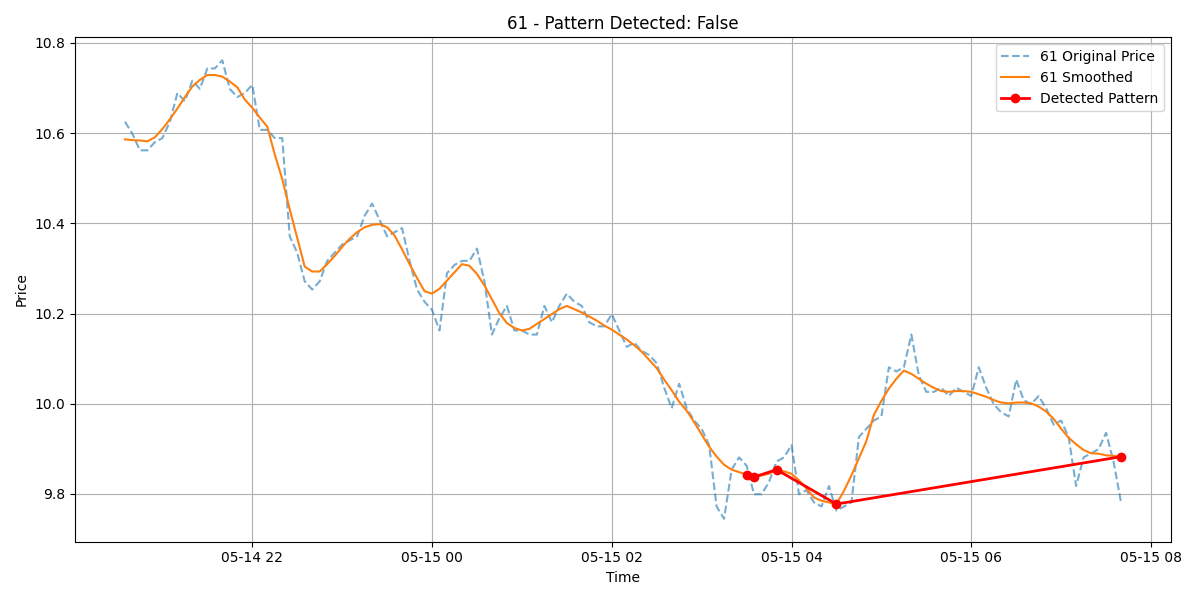 61 - Pattern Detected: False
10.8
10.6
10.4
10.2
10.0
9.8
Price
61 Original Price
61 Smoothed
Detected Pattern
05-14 22
05-15 00
05-15 02
05-15 04
05-15 06
05-15 08
Time